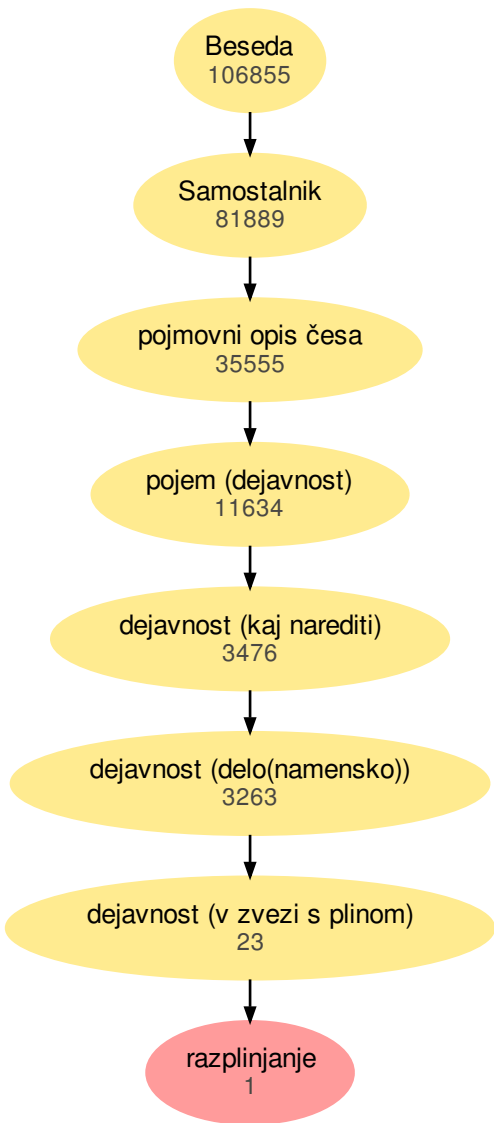 Beseda
106855
Samostalnik
81889
pojmovni opis česa
35555
pojem (dejavnost)
11634
dejavnost (kaj narediti)
3476
dejavnost (delo(namensko))
3263
dejavnost (v zvezi s plinom)
23
razplinjanje
1